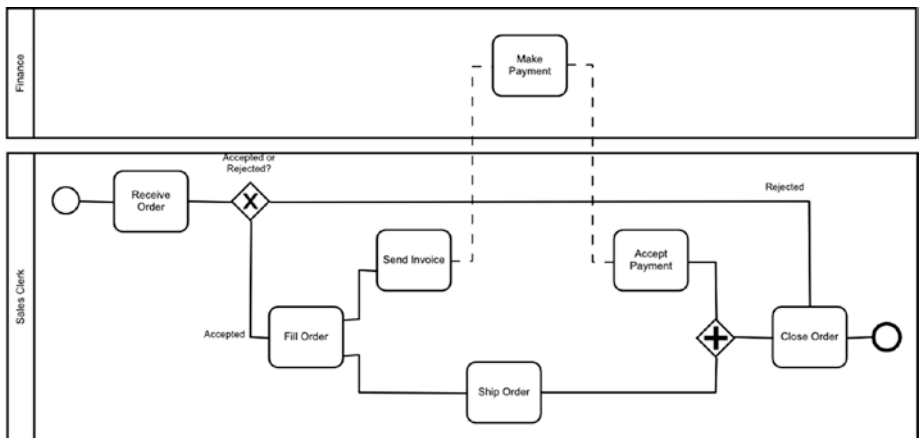 Finance
Make
Payment
Sales Clerk
Accepted or
Rejected?
Receive
Order
X
Rejected
Send Invoice
Accept
Payment
Accepted
Fill Order
Close Order
Ship Order